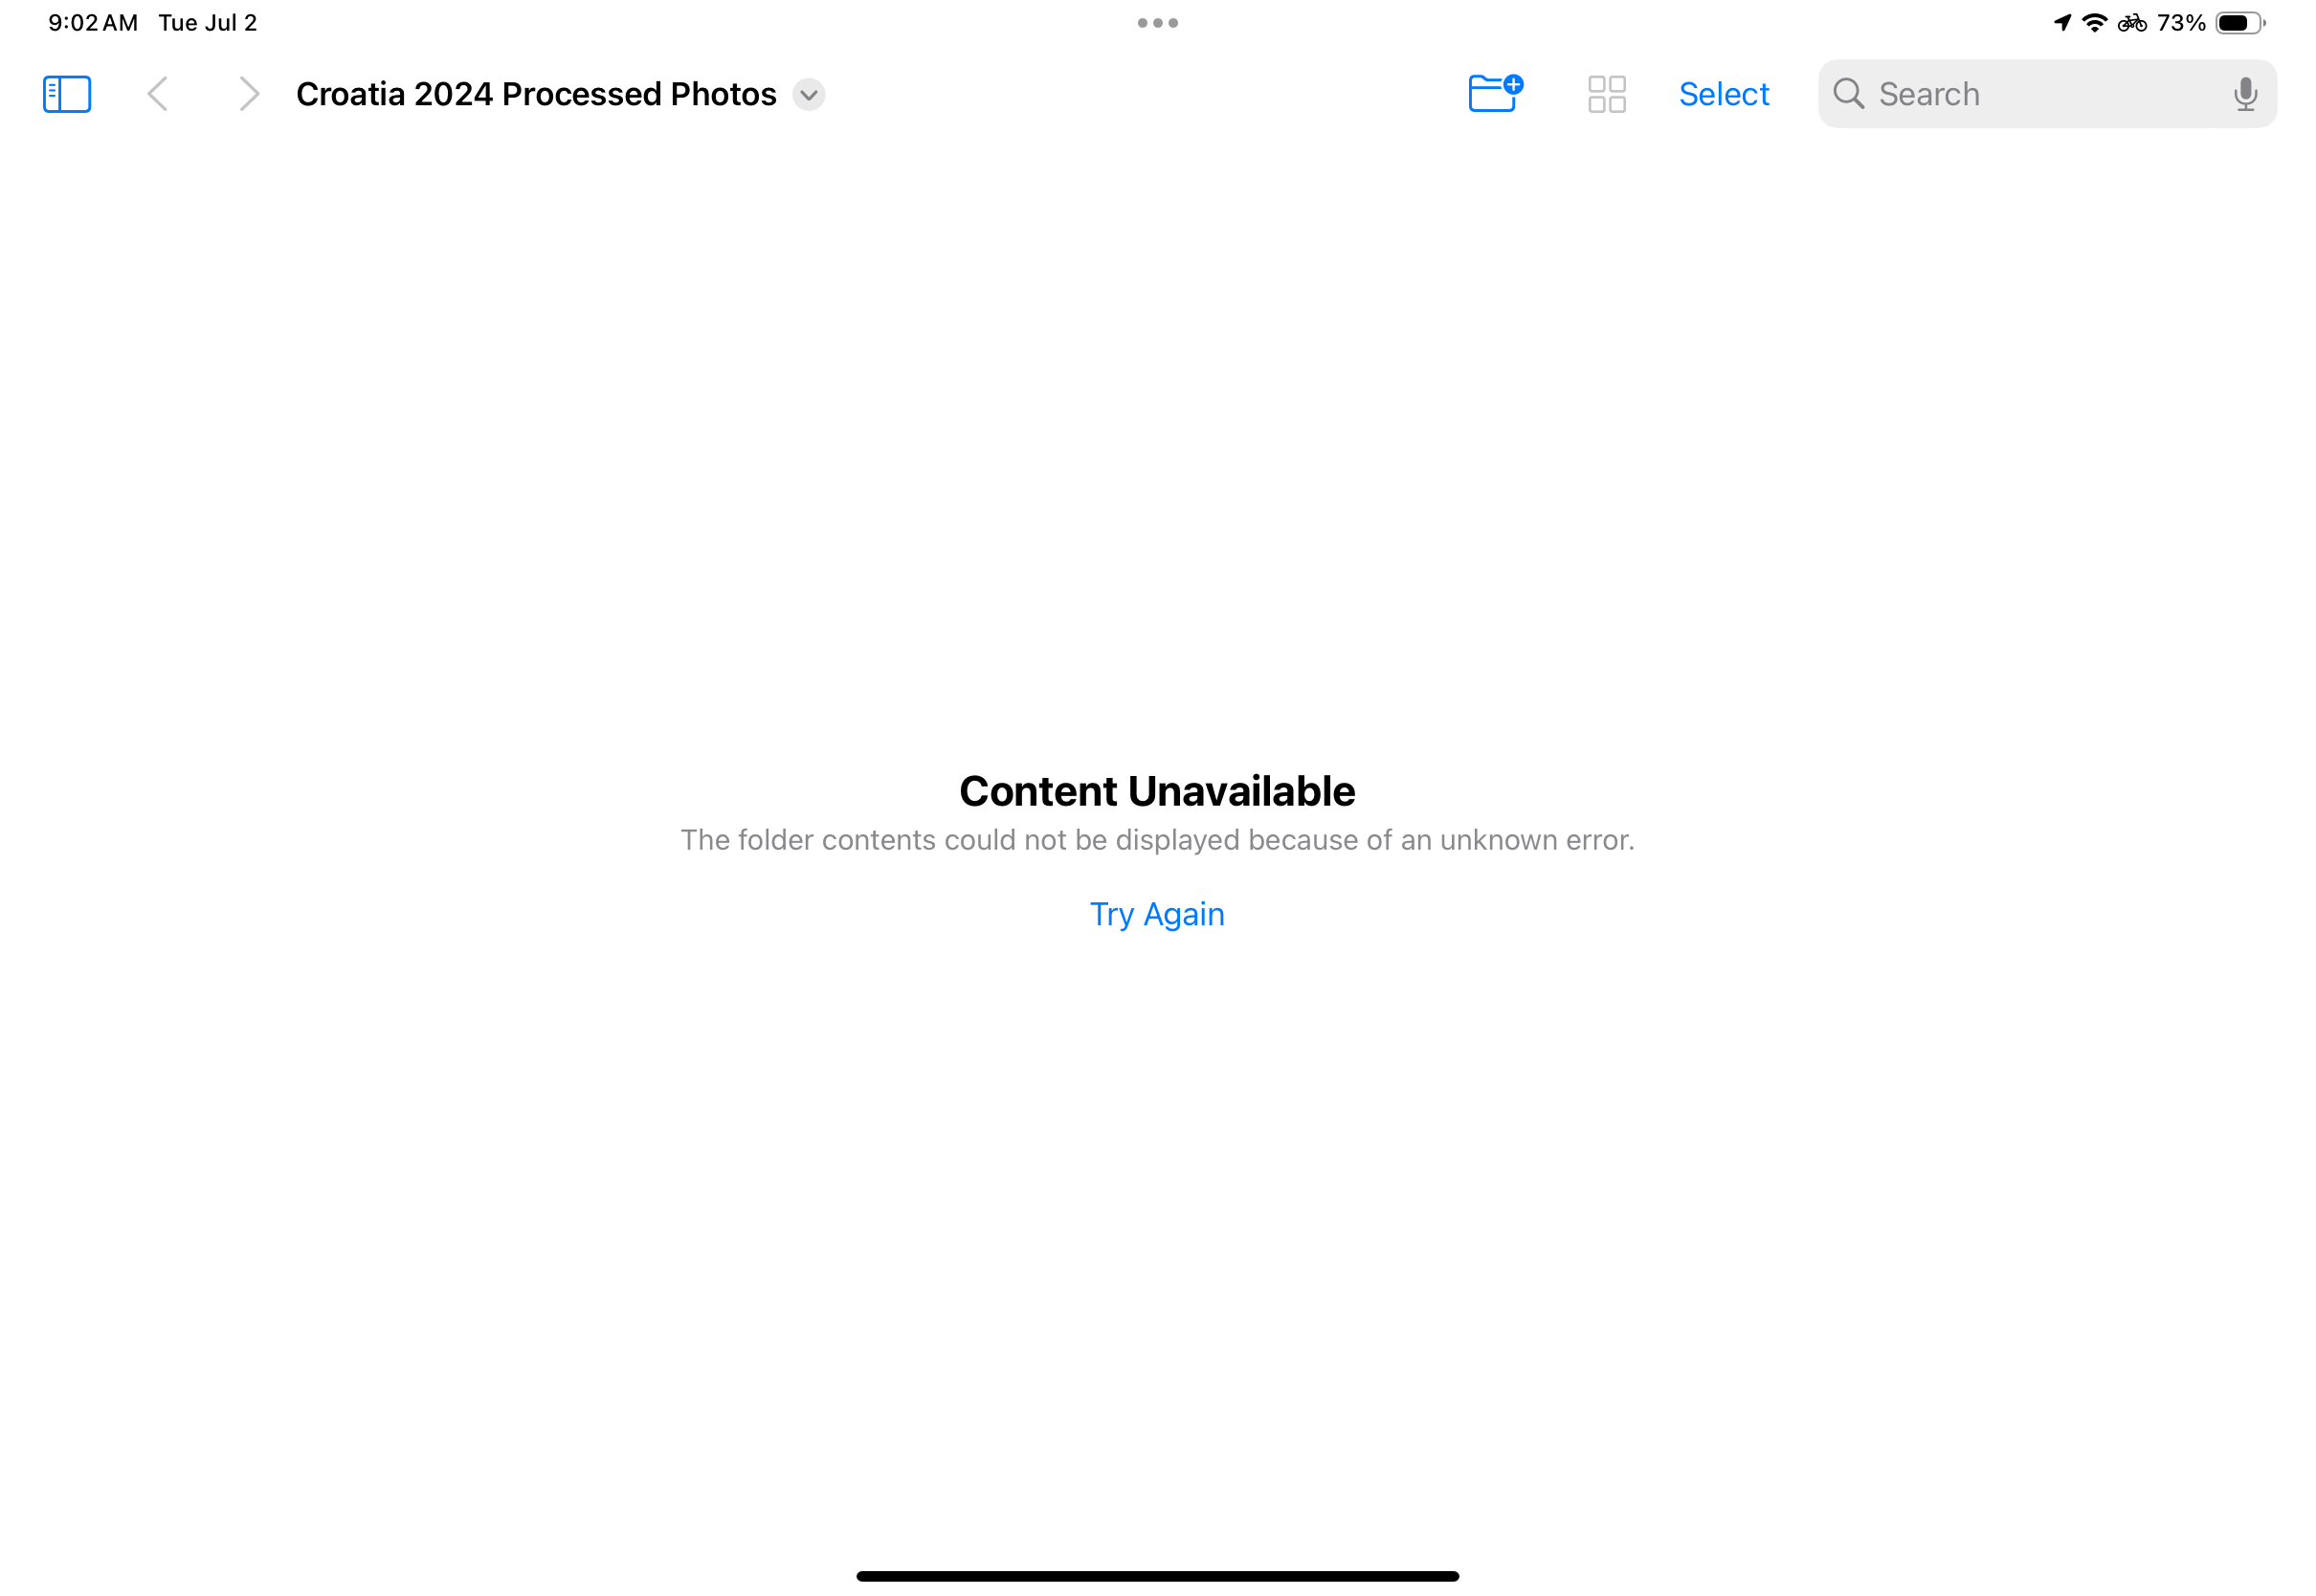 9:02 AM Tue Jul 2
73%
Croatia 2024 Processed Photos
Select
Search
Content Unavailable
The folder contents could not be displayed because of an unknown error.
Try Again